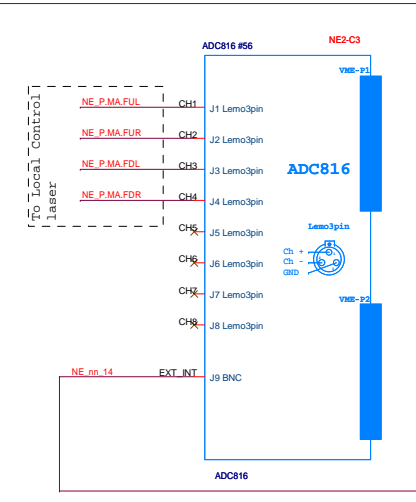 NE2-C3
ADC816 #56
VME-P1
NE_P.MA.FUL CH1 J1 Lemo3pin
NE_P.MA.FUR CH2 J2 Lemo3pin
NE_P.MA.FDL CH3 J3 Lemo3pin
NE_P.MA.FDR CH4 J4 Lemo3pin
To Local Control
laser
ADC816
CH5 J5 Lemo3pin
CH6 J6 Lemo3pin
CH7 J7 Lemo3pin
CH8 J8 Lemo3pin
Lemo3pin
Ch +
Ch -
GND
VME-P2
NE_nn_14 EXT_INT J9 BNC
ADC816